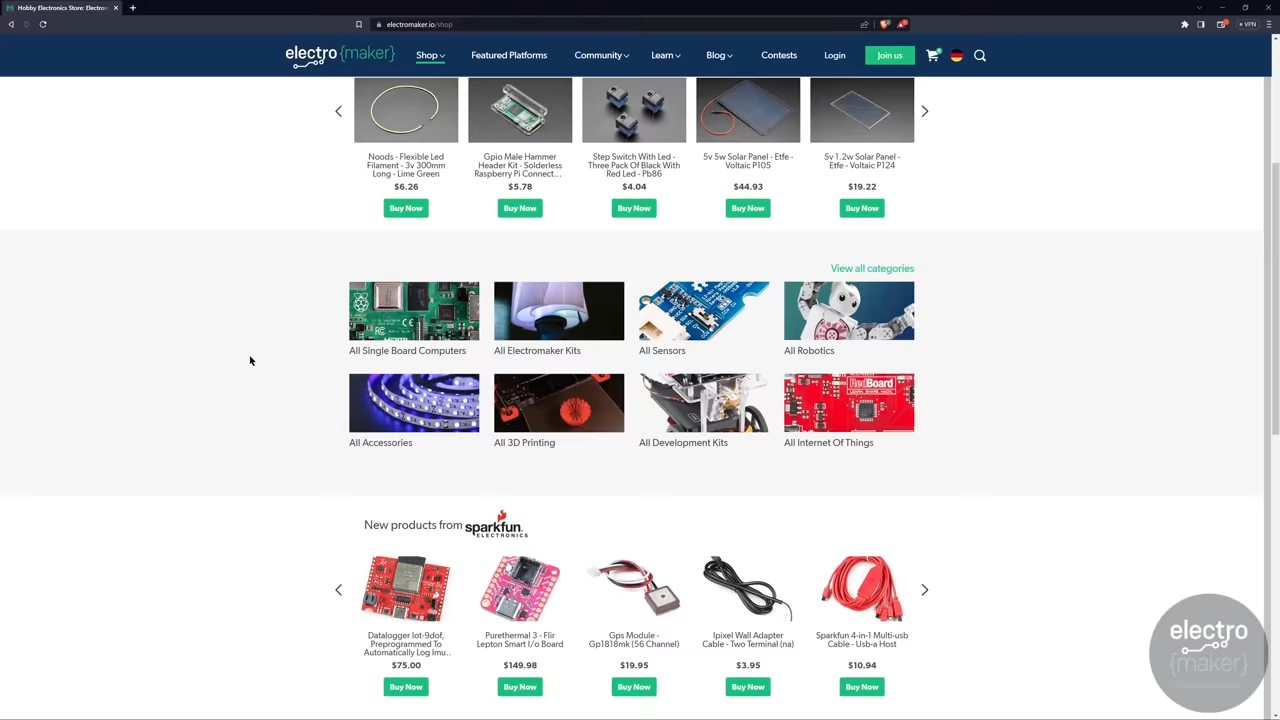 Hobby Electronics Store: Electron
electromaker.io/shop
VPN
electro {maker}
Shop
Featured Platforms
Community
Learn
Blog
Contests
Login
Join us
Noods - Flexible Led
Filament - 3v 300mm
Long - Lime Green
$6.26
Buy Now
Gpio Male Hammer
Header Kit - Solderless
Raspberry Pi Connect...
$5.78
Buy Now
Step Switch With Led -
Three Pack Of Black With
Red Led - Pb86
$4.04
Buy Now
5v 5w Solar Panel - Etfe -
Voltaic P105
$44.93
Buy Now
5v 1.2w Solar Panel -
Etfe - Voltaic P124
$19.22
Buy Now
View all categories
All Single Board Computers
All Electromaker Kits
All Sensors
All Robotics
RedBoard
All Accessories
All 3D Printing
All Development Kits
All Internet Of Things
New products from sparkfun
ELECTRONICS
Datalogger Iot-9dof,
Preprogrammed To
Automatically Log Imu..
$75.00
Buy Now
Purethermal 3 - Flir
Lepton Smart I/o Board
$149.98
Buy Now
Gps Module -
Gp1818mk (56 Channel)
$19.95
Buy Now
Ipixel Wall Adapter
Cable - Two Terminal (na)
$3.95
Buy Now
Sparkfun 4-in-1 Multi-usb
Cable - Usb-a Host
$10.94
Buy Now
electro
{maker}